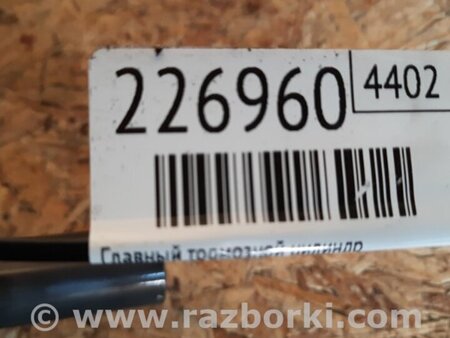 226960 4402
Главный тормозной цилиндр
www.razborki.com